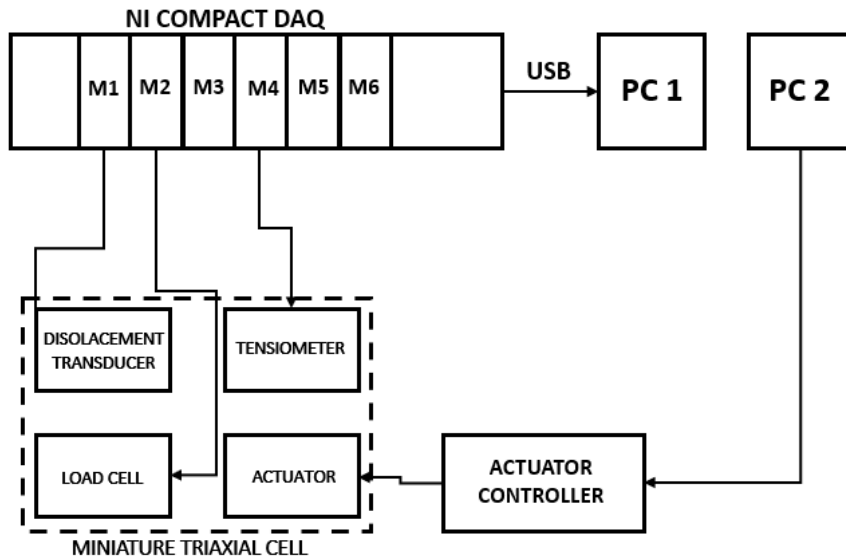 NI COMPACT DAQ
M1 M2 M3 M4 M5 M6
USB
PC 1
PC 2
DISOLACEMENT
TRANSDUCER
TENSIOMETER
LOAD CELL
ACTUATOR
ACTUATOR
CONTROLLER
MINIATURE TRIAXIAL CELL